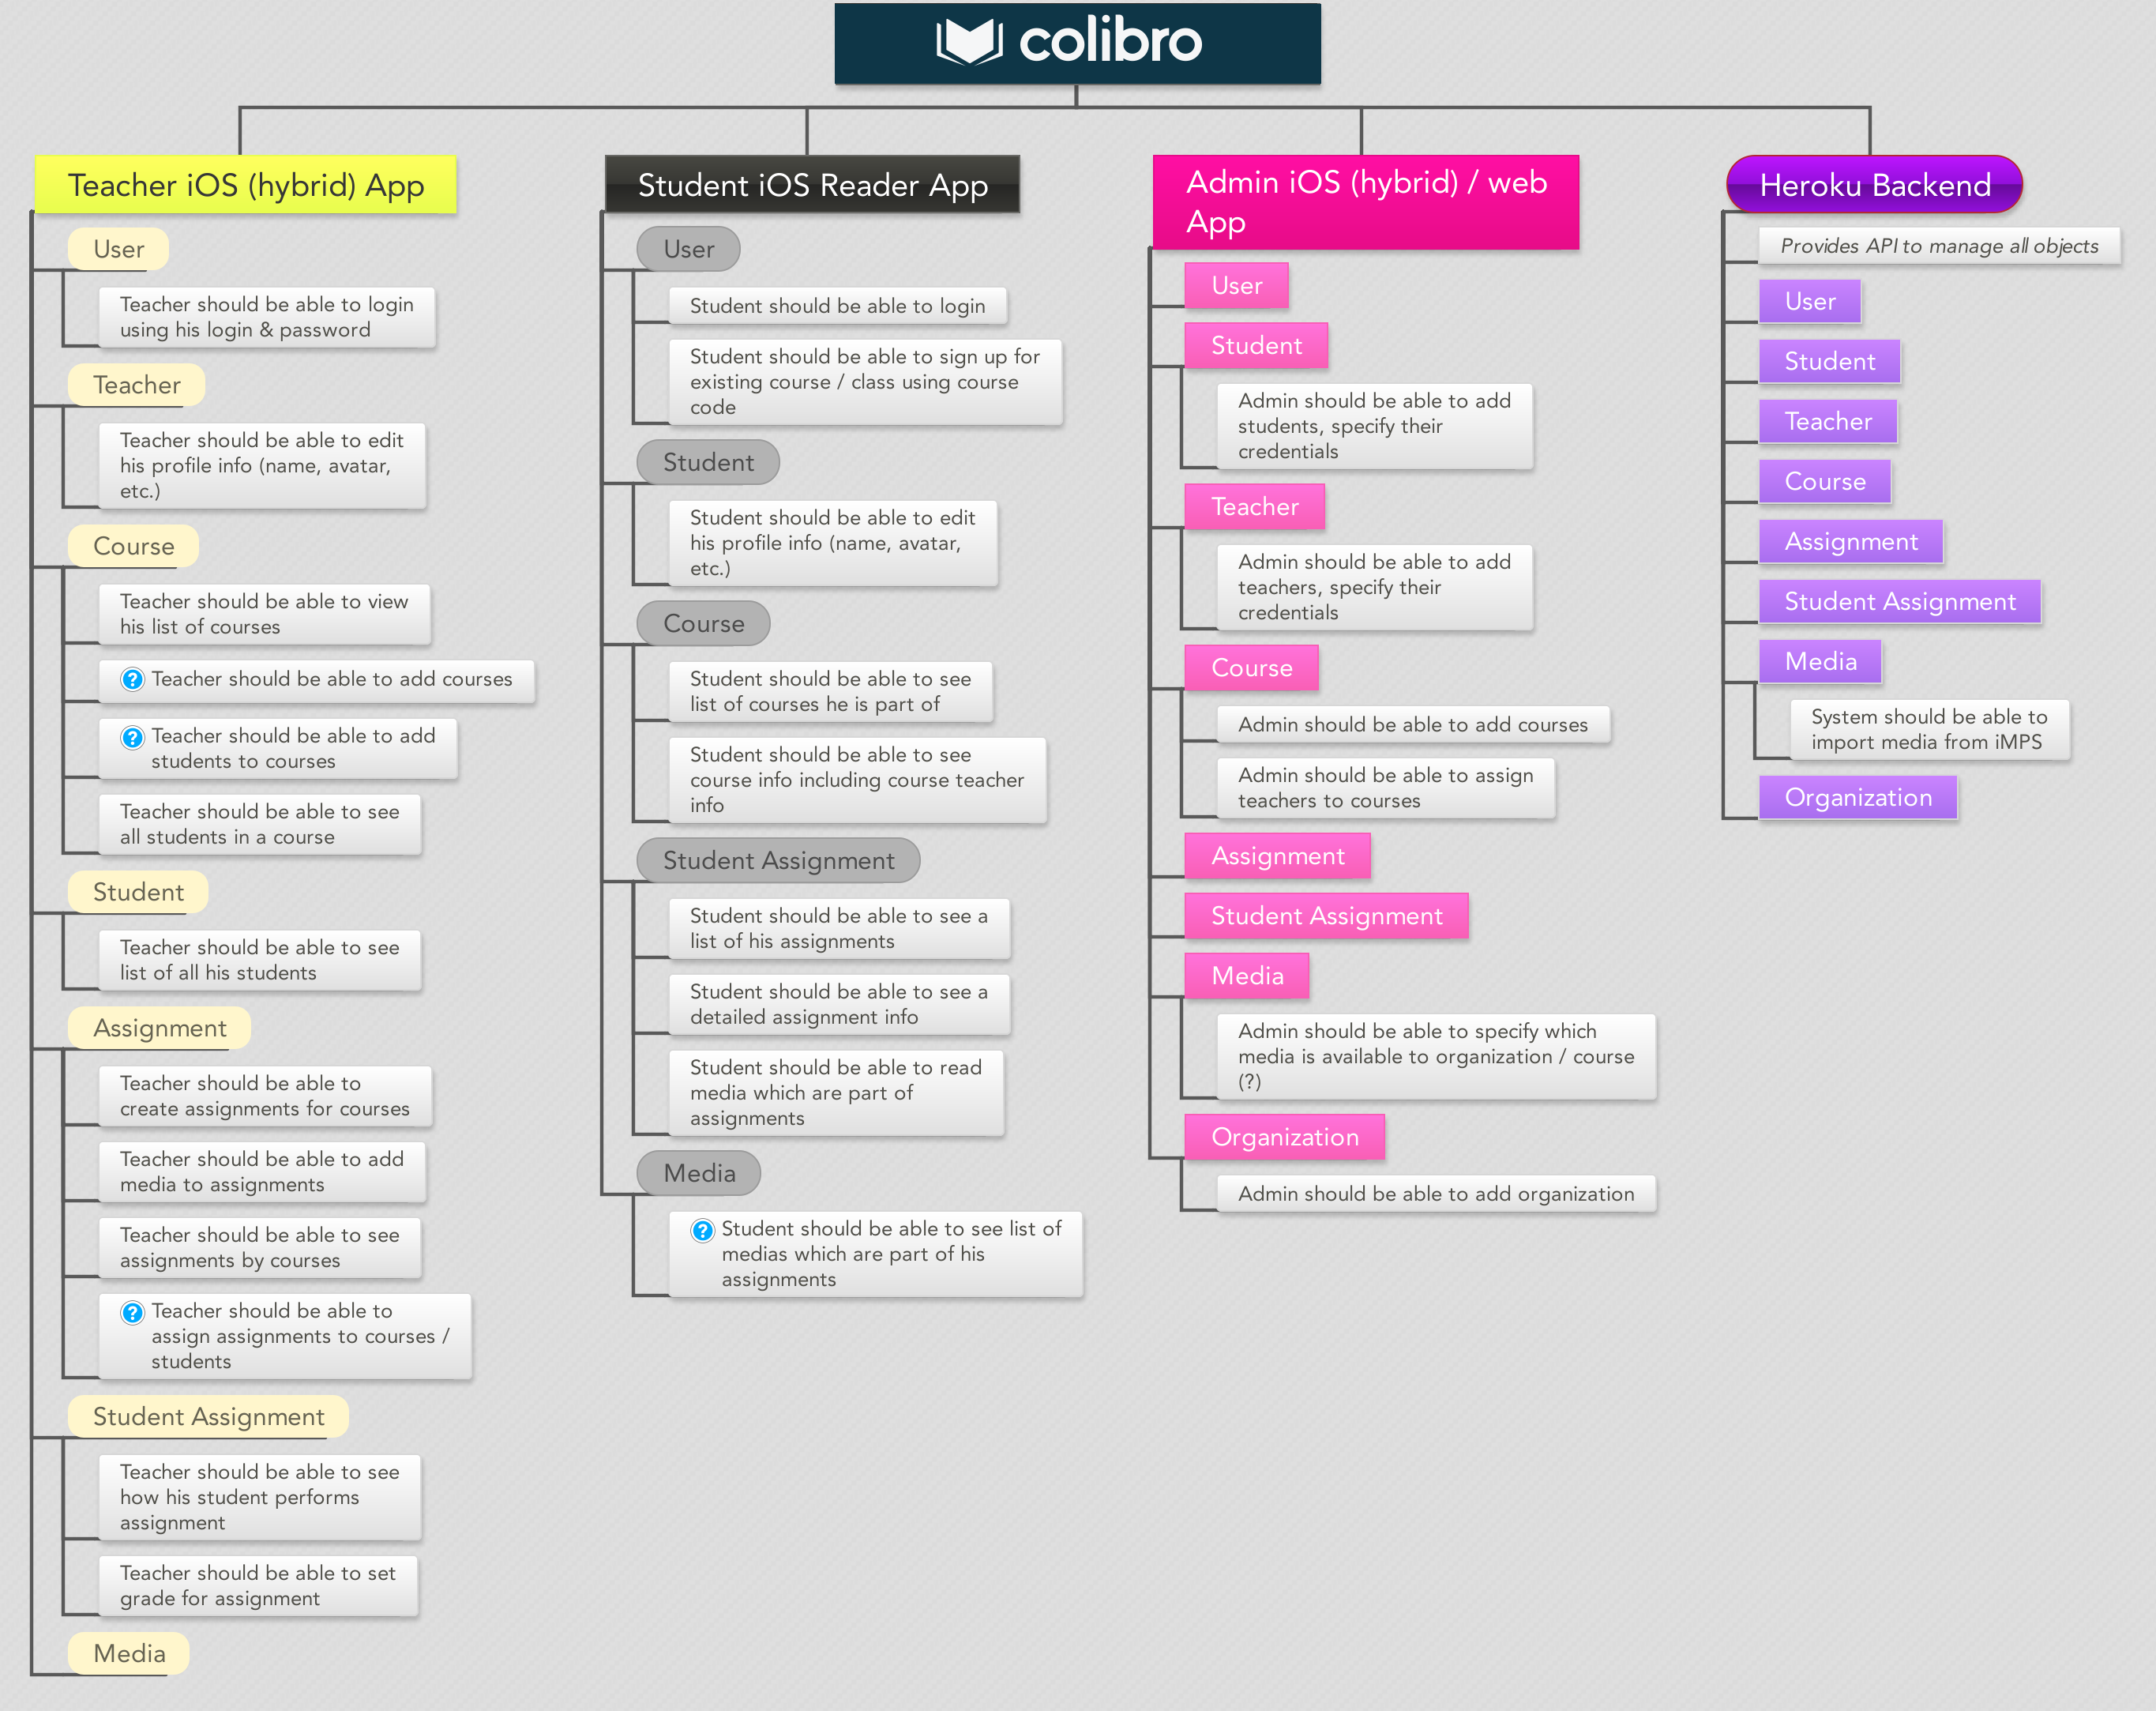 colibro
Teacher iOS (hybrid) App
User
Teacher should be able to login
using his login & password
Teacher
Teacher should be able to edit
his profile info (name, avatar,
etc.)
Course
Teacher should be able to view
his list of courses
? Teacher should be able to add courses
? Teacher should be able to add
students to courses
Teacher should be able to see
all students in a course
Student
Teacher should be able to see
list of all his students
Assignment
Teacher should be able to
create assignments for courses
Teacher should be able to add
media to assignments
Teacher should be able to see
assignments by courses
? Teacher should be able to
assign assignments to courses /
students
Student Assignment
Teacher should be able to see
how his student performs
assignment
Teacher should be able to set
grade for assignment
Media
Student iOS Reader App
User
Student should be able to login
Student should be able to sign up for
existing course / class using course
code
Student
Student should be able to edit
his profile info (name, avatar,
etc.)
Course
Student should be able to see
list of courses he is part of
Student should be able to see
course info including course teacher
info
Student Assignment
Student should be able to see a
list of his assignments
Student should be able to see a
detailed assignment info
Student should be able to read
media which are part of
assignments
Media
? Student should be able to see list of
medias which are part of his
assignments
Admin iOS (hybrid) / web
App
User
Student
Admin should be able to add
students, specify their
credentials
Teacher
Admin should be able to add
teachers, specify their
credentials
Course
Admin should be able to add courses
Admin should be able to assign
teachers to courses
Assignment
Student Assignment
Media
Admin should be able to specify which
media is available to organization / course
(?)
Organization
Admin should be able to add organization
Heroku Backend
Provides API to manage all objects
User
Student
Teacher
Course
Assignment
Student Assignment
Media
System should be able to
import media from iMPS
Organization